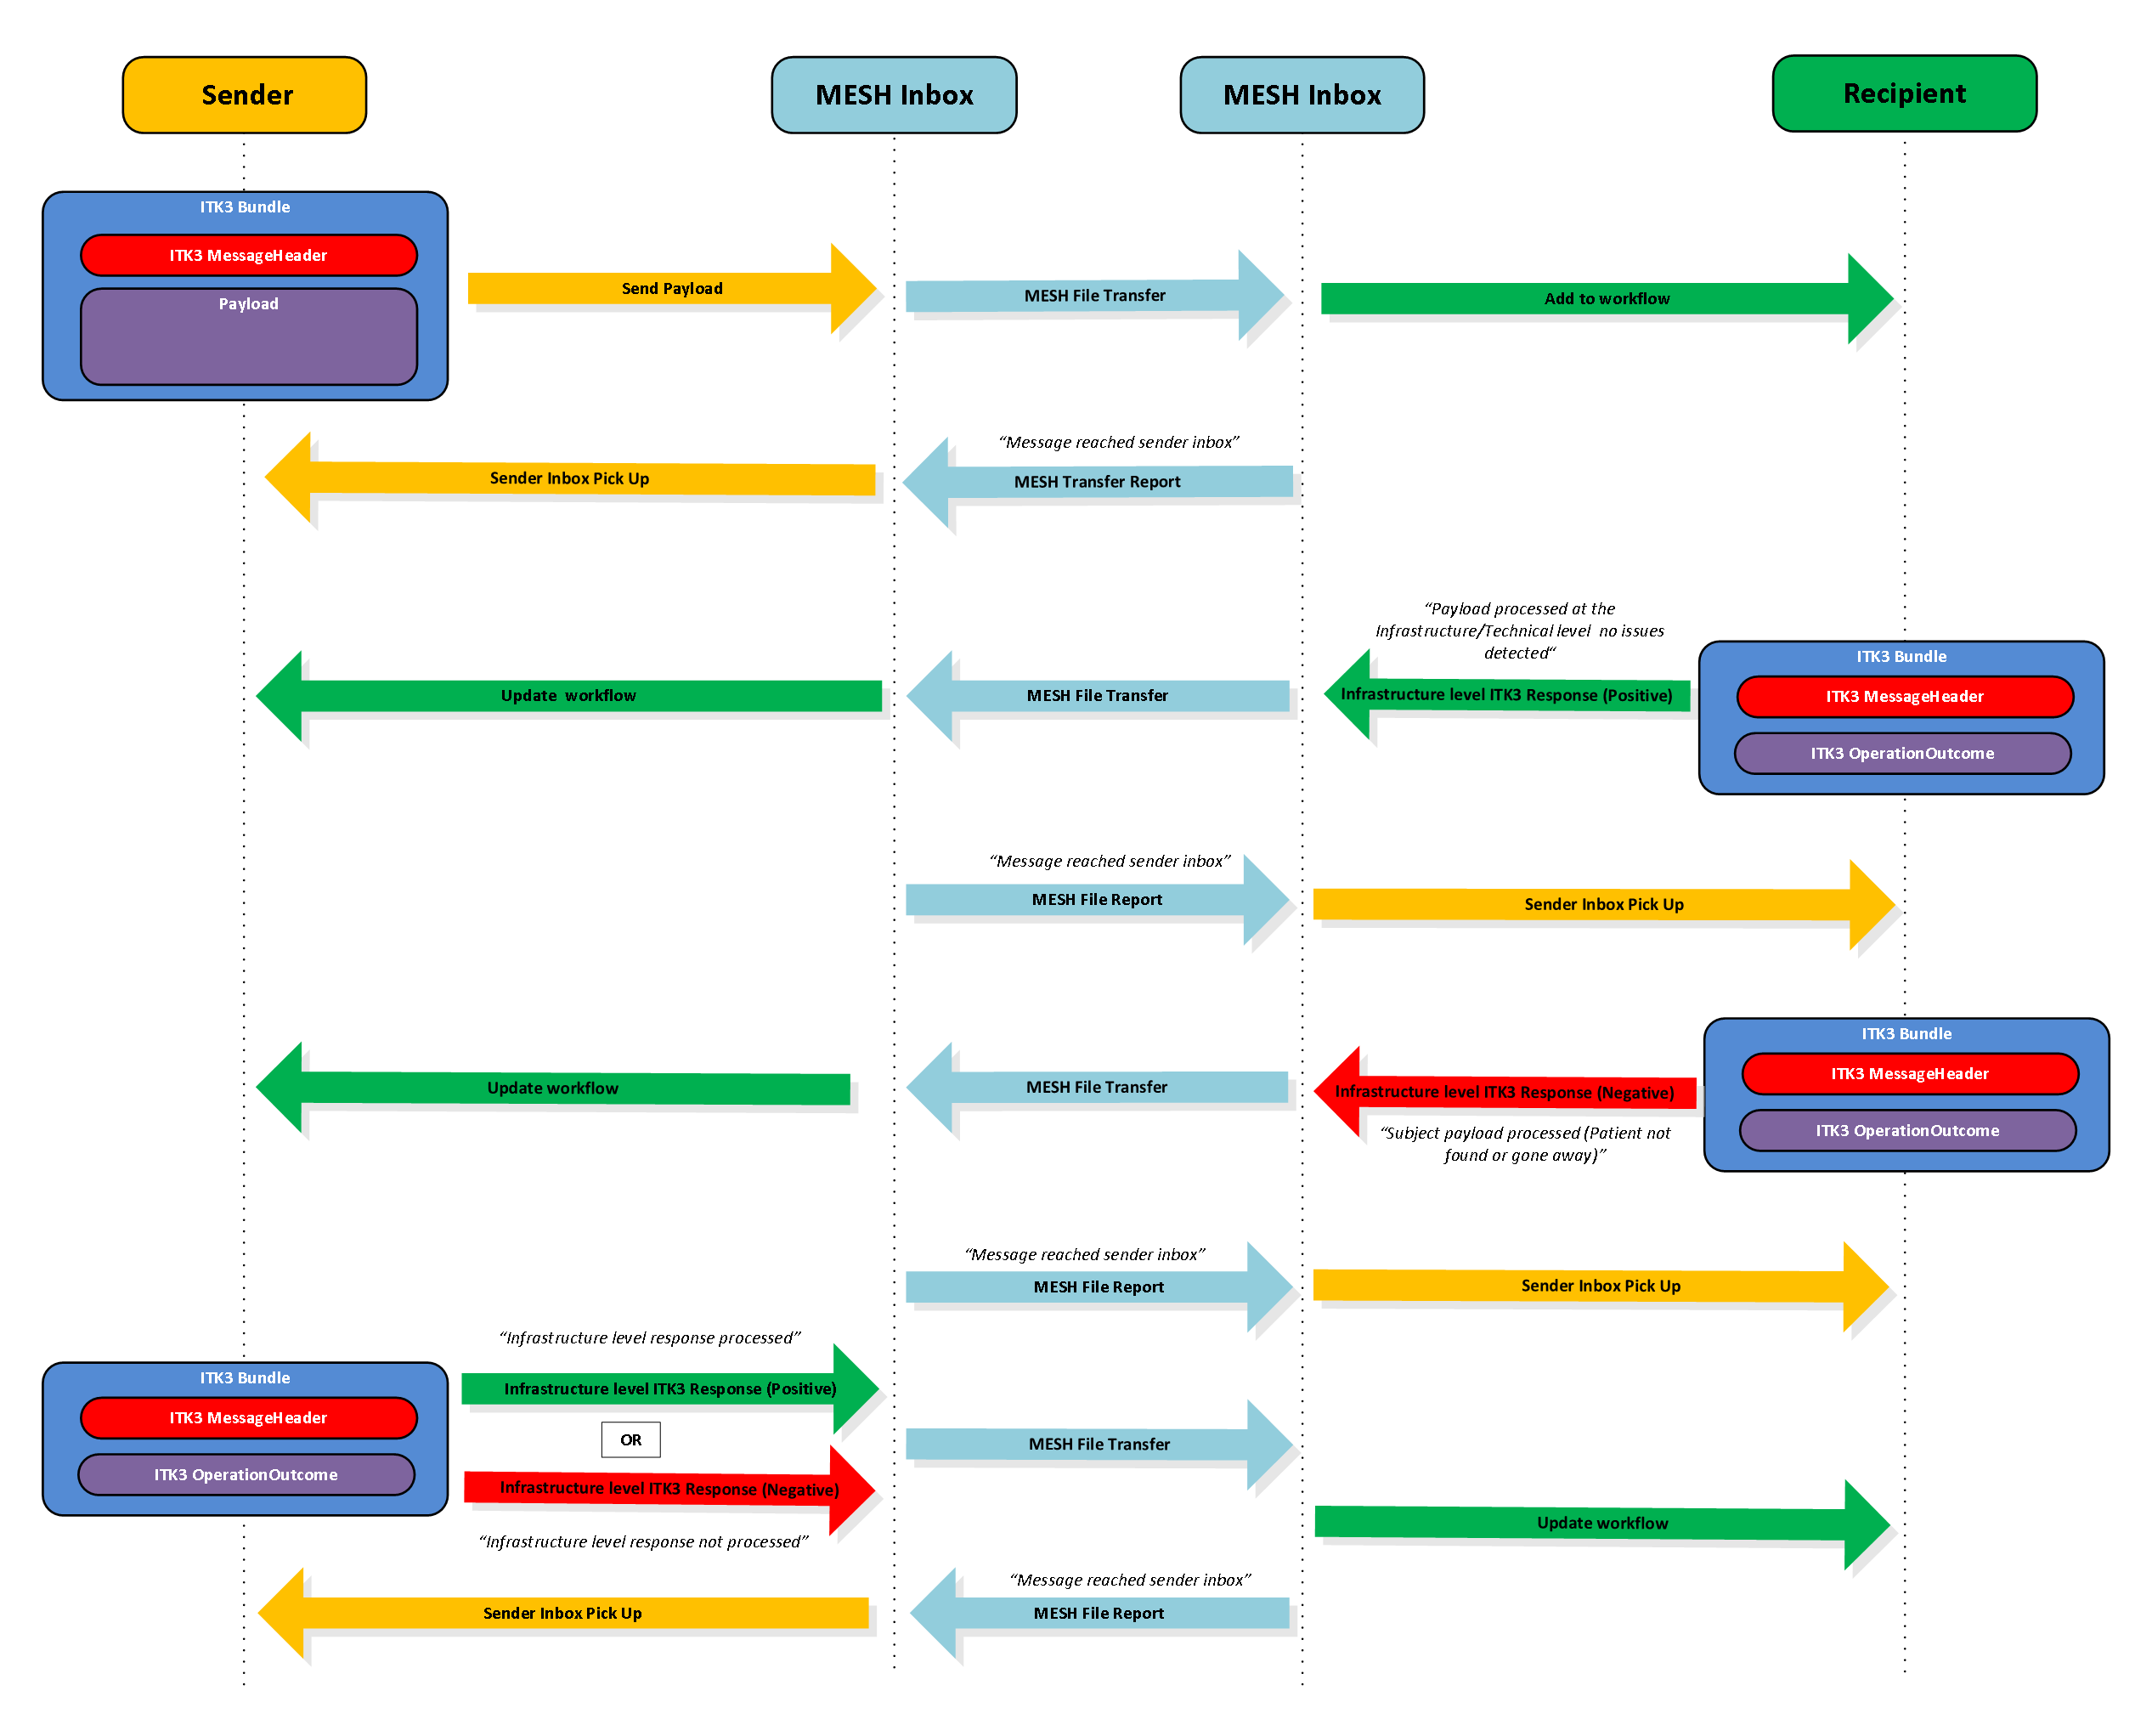 Sender
MESH Inbox
MESH Inbox
Recipient
ITK3 Bundle
ITK3 MessageHeader
Payload
Send Payload
MESH File Transfer
Add to workflow
“Message reached sender inbox”
Sender Inbox Pick Up
MESH Transfer Report
“Payload processed at the
Infrastructure/Technical level  no issues
detected“
Update  workflow
MESH File Transfer
Infrastructure level ITK3 Response (Positive)
ITK3 Bundle
ITK3 MessageHeader
ITK3 OperationOutcome
“Message reached sender inbox”
MESH File Report
Sender Inbox Pick Up
Update workflow
MESH File Transfer
Infrastructure level ITK3 Response (Negative)
“Subject payload processed (Patient not
found or gone away)”
ITK3 Bundle
ITK3 MessageHeader
ITK3 OperationOutcome
“Message reached sender inbox”
MESH File Report
Sender Inbox Pick Up
“Infrastructure level response processed”
ITK3 Bundle
ITK3 MessageHeader
ITK3 OperationOutcome
Infrastructure level ITK3 Response (Positive)
OR
Infrastructure level ITK3 Response (Negative)
“Infrastructure level response not processed”
MESH File Transfer
Update workflow
“Message reached sender inbox”
Sender Inbox Pick Up
MESH File Report